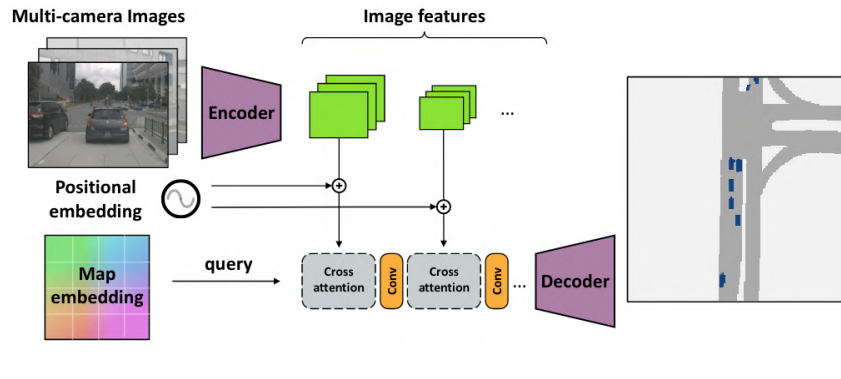 Multi-camera Images
Image features
Encoder
...
Positional
embedding
Map
embedding
query
Cross
attention
Conv
Cross
attention
Conv
...
Decoder